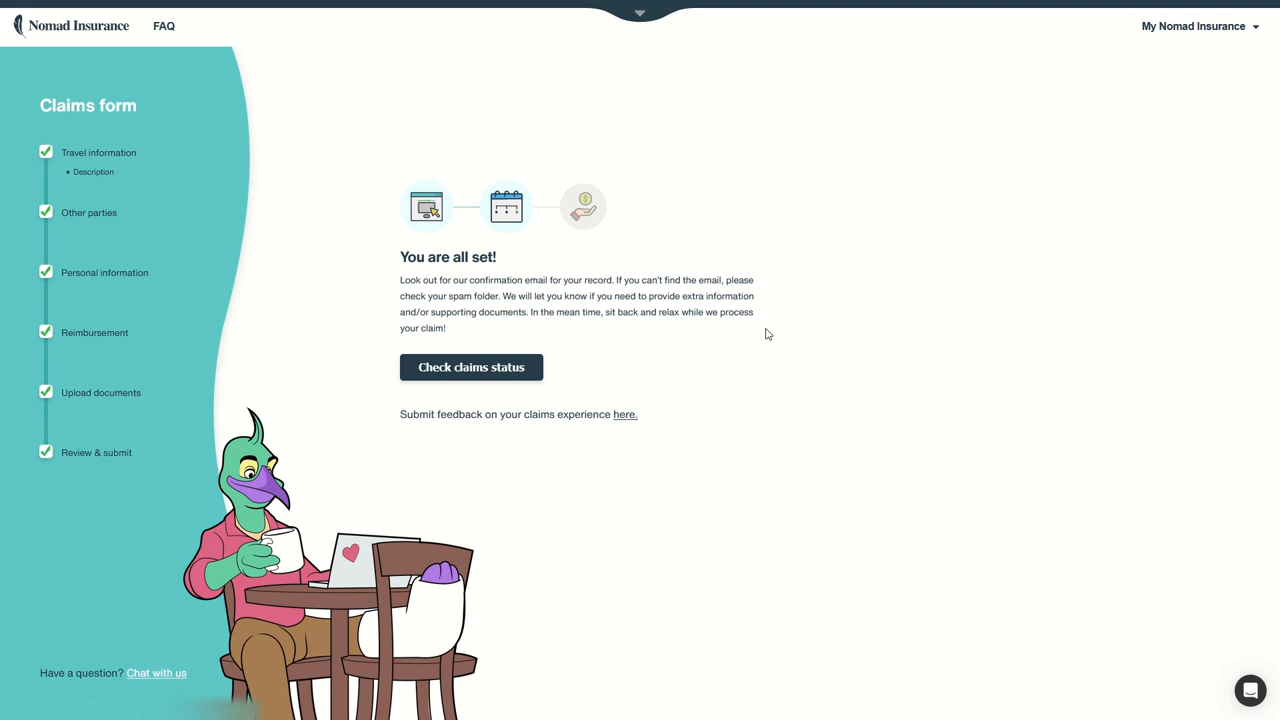 Nomad Insurance
FAQ
My Nomad Insurance
Claims form
Travel information
• Description
Other parties
Personal information
Reimbursement
Upload documents
Review & submit
You are all set!
Look out for our confirmation email for your record. If you can't find the email, please
check your spam folder. We will let you know if you need to provide extra information
and/or supporting documents. In the mean time, sit back and relax while we process
your claim!
Check claims status
Submit feedback on your claims experience here.
Have a question? Chat with us